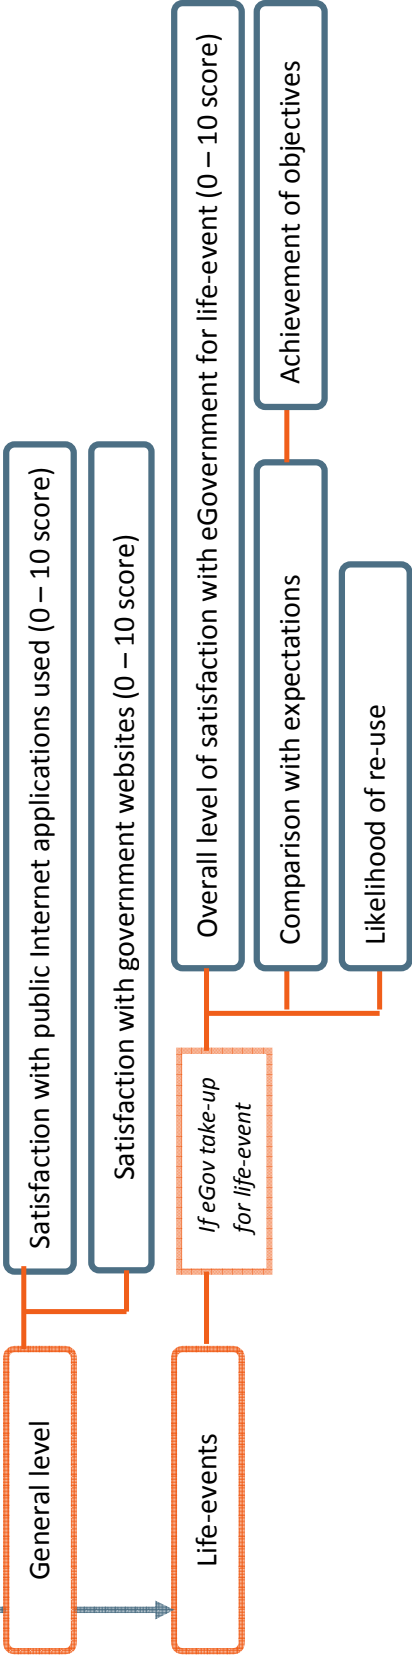 General level
Satisfaction with public Internet applications used (0 – 10 score)
Satisfaction with government websites (0 – 10 score)
Life-events
If eGov take-up
for life-event
Overall level of satisfaction with eGovernment for life-event (0 – 10 score)
Comparison with expectations
Achievement of objectives
Likelihood of re-use